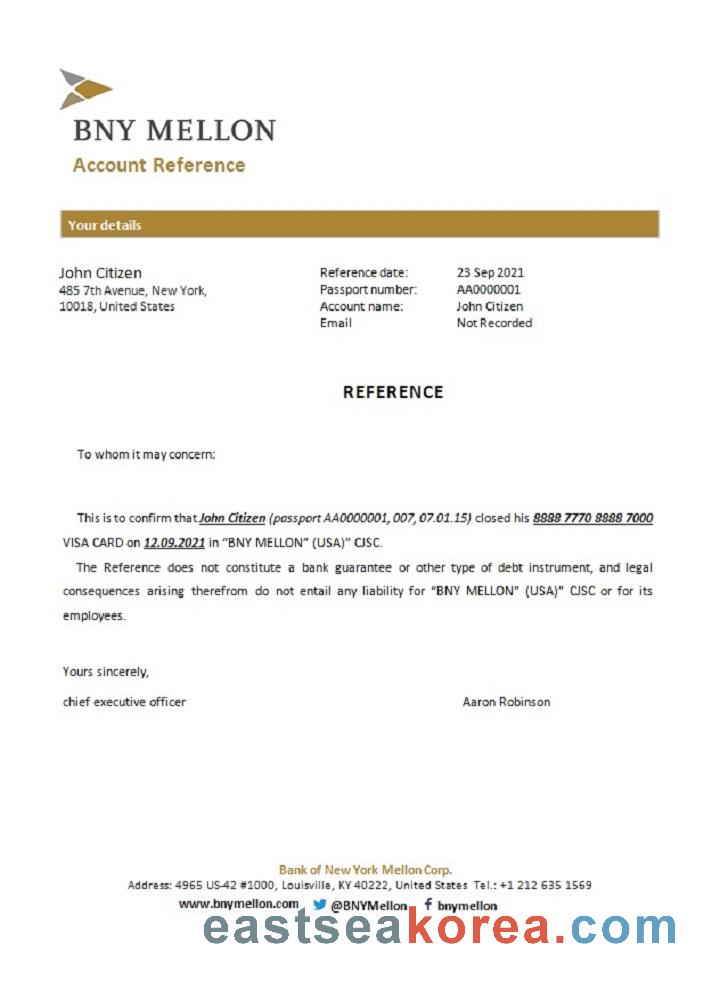 BNY MELLON
Account Reference
Your details
John Citizen
485 7th Avenue, New York,
10018, United States
Reference date: 23 Sep 2021
Passport number: AA0000001
Account name: John Citizen
Email Not Recorded
REFERENCE
To whom it may concern:
This is to confirm that John Citizen (passport AA0000001, 007, 07.01.15) closed his 8888 7770 8888 7000
VISA CARD on 12.09.2021 in “BNY MELLON” (USA)” CJSC.
The Reference does not constitute a bank guarantee or other type of debt instrument, and legal
consequences arising therefrom do not entail any liability for “BNY MELLON” (USA)” CJSC or for its
employees.
Yours sincerely,
chief executive officer Aaron Robinson
Bank of New York Mellon Corp.
Address: 4965 US-42 #1000, Louisville, KY 40222, United States Tel.: +1 212 635 1569
www.bnymellon.com @BNYMellon f bnymellon
eastseakorea.com